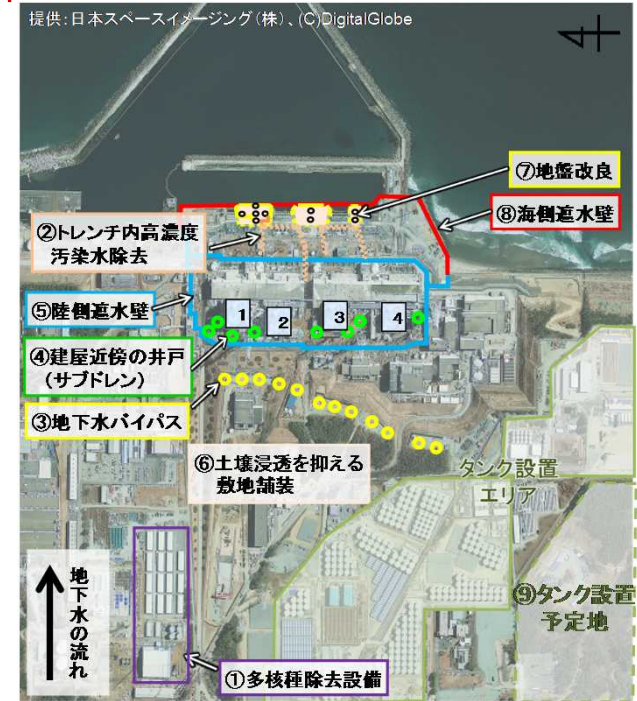 提供:日本スペースイメージング(株)、(C)DigitalGlobe
⑦地盤改良
⑧海側遮水壁
②トレンチ内高濃度
汚染水除去
⑤陸側遮水壁
1
2
3
4
④建屋近傍の井戸
(サブドレン)
③地下水バイパス
⑥土壌浸透を抑える
敷地舗装
タンク設置
エリア
⑨タンク設置
予定地
地下水の流れ
①多核種除去設備